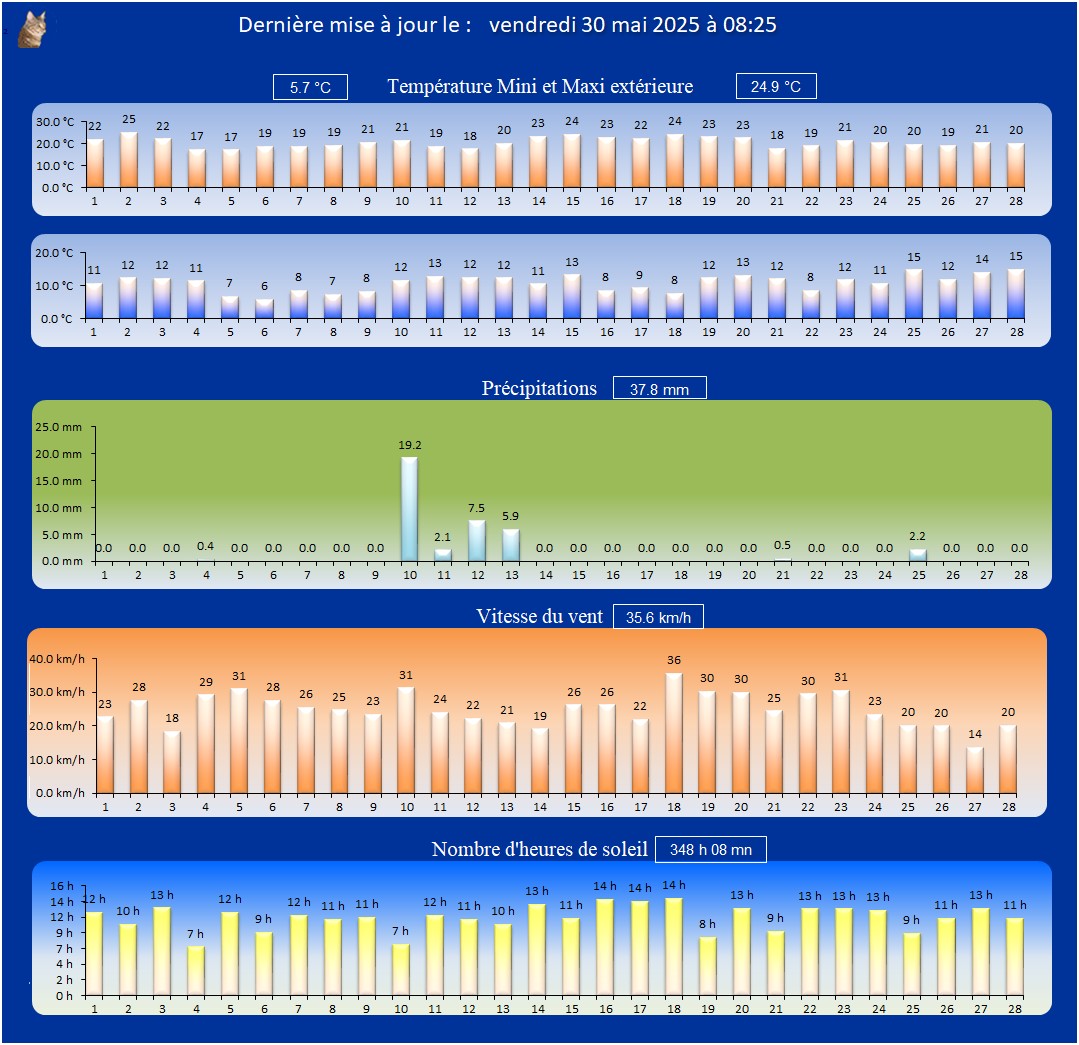 Dernière mise à jour le : vendredi 30 mai 2025 à 08:25
5.7 °C Température Mini et Maxi extérieure 24.9 °C
22 25 22 17 17 19 19 19 21 21 19 18 20 23 24 23 22 24 23 23 18 19 21 20 20 19 21 20
30.0 °C
20.0 °C
10.0 °C
0.0 °C
1 2 3 4 5 6 7 8 9 10 11 12 13 14 15 16 17 18 19 20 21 22 23 24 25 26 27 28
20.0 °C
11 12 12 11 7 6 8 7 8 12 13 12 12 11 13 8 9 8 12 13 12 8 12 11 15 12 14 15
10.0 °C
0.0 °C
1 2 3 4 5 6 7 8 9 10 11 12 13 14 15 16 17 18 19 20 21 22 23 24 25 26 27 28
Précipitations 37.8 mm
25.0 mm
20.0 mm
15.0 mm
10.0 mm
5.0 mm
0.0 mm
0.0 0.0 0.0 0.4 0.0 0.0 0.0 0.0 0.0 19.2 2.1 7.5 5.9 0.0 0.0 0.0 0.0 0.0 0.0 0.0 0.5 0.0 0.0 0.0 2.2 0.0 0.0 0.0
1 2 3 4 5 6 7 8 9 10 11 12 13 14 15 16 17 18 19 20 21 22 23 24 25 26 27 28
Vitesse du vent 35.6 km/h
40.0 km/h
30.0 km/h
20.0 km/h
10.0 km/h
0.0 km/h
23 28 18 29 31 28 26 25 23 31 24 22 21 19 26 26 22 36 30 30 25 30 31 23 20 20 14 20
1 2 3 4 5 6 7 8 9 10 11 12 13 14 15 16 17 18 19 20 21 22 23 24 25 26 27 28
Nombre d'heures de soleil 348 h 08 mn
16 h
14 h
12 h
9 h
7 h
4 h
2 h
0 h
12 h 10 h 13 h 7 h 12 h 9 h 12 h 11 h 11 h 7 h 12 h 11 h 10 h 13 h 11 h 14 h 14 h 14 h 8 h 13 h 9 h 13 h 13 h 13 h 9 h 11 h 13 h 11 h
1 2 3 4 5 6 7 8 9 10 11 12 13 14 15 16 17 18 19 20 21 22 23 24 25 26 27 28